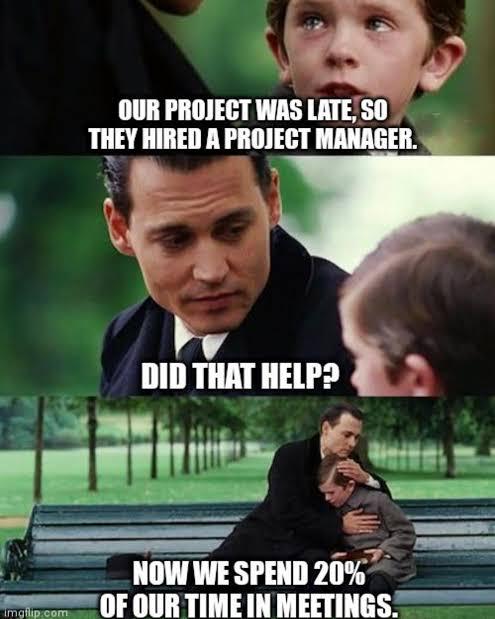 OUR PROJECT WAS LATE, SO
THEY HIRED A PROJECT MANAGER.
DID THAT HELP?
NOW WE SPEND 20%
OF OUR TIME IN MEETINGS.
imgflip.com